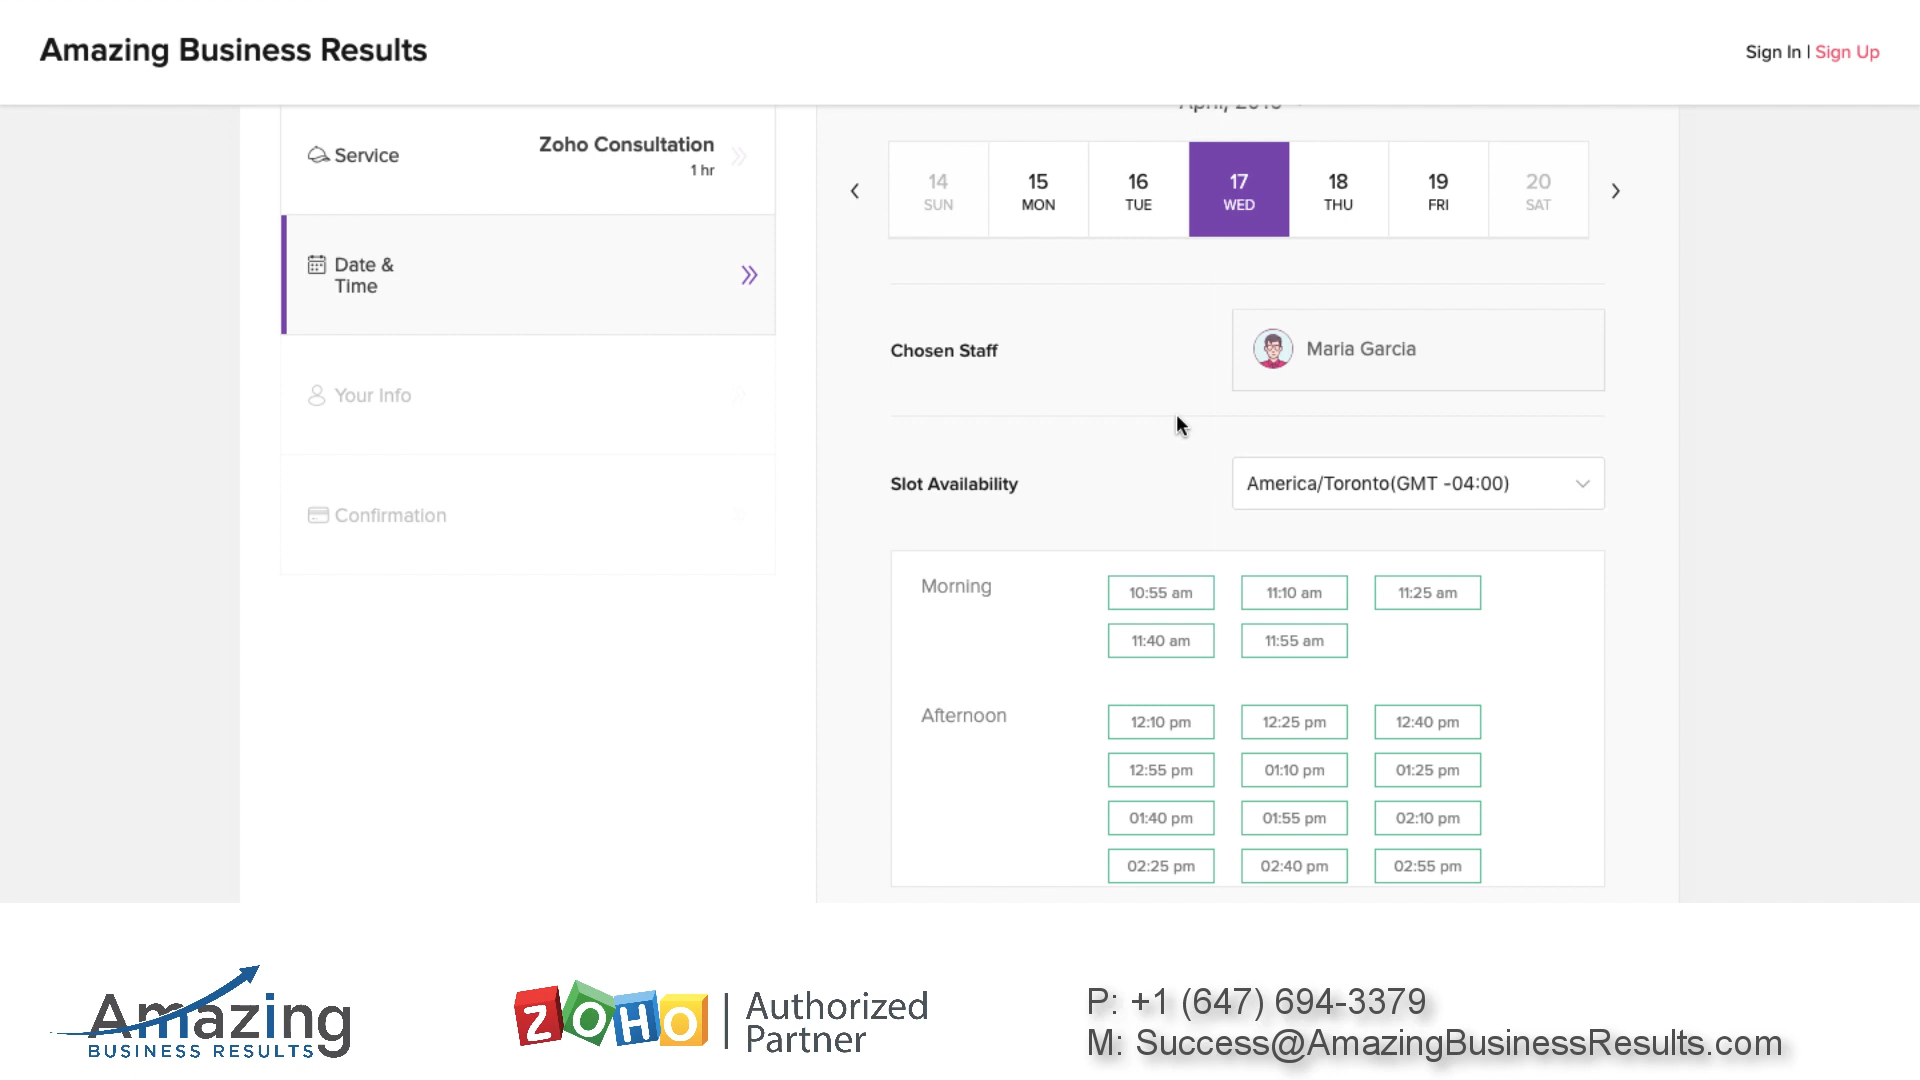 Amazing Business Results
Sign In | Sign Up
Service
Zoho Consultation
1 hr
Date &
Time
Your Info
Confirmation
14
SUN
15
MON
16
TUE
17
WED
18
THU
19
FRI
20
SAT
Chosen Staff
Maria Garcia
Slot Availability
America/Toronto(GMT -04:00)
Morning
10:55 am
11:10 am
11:25 am
11:40 am
11:55 am
Afternoon
12:10 pm
12:25 pm
12:40 pm
12:55 pm
01:10 pm
01:25 pm
01:40 pm
01:55 pm
02:10 pm
02:25 pm
02:40 pm
02:55 pm
Amazing
BUSINESS RESULTS
ZOHO
Authorized
Partner
P: +1 (647) 694-3379
M: Success@AmazingBusinessResults.com